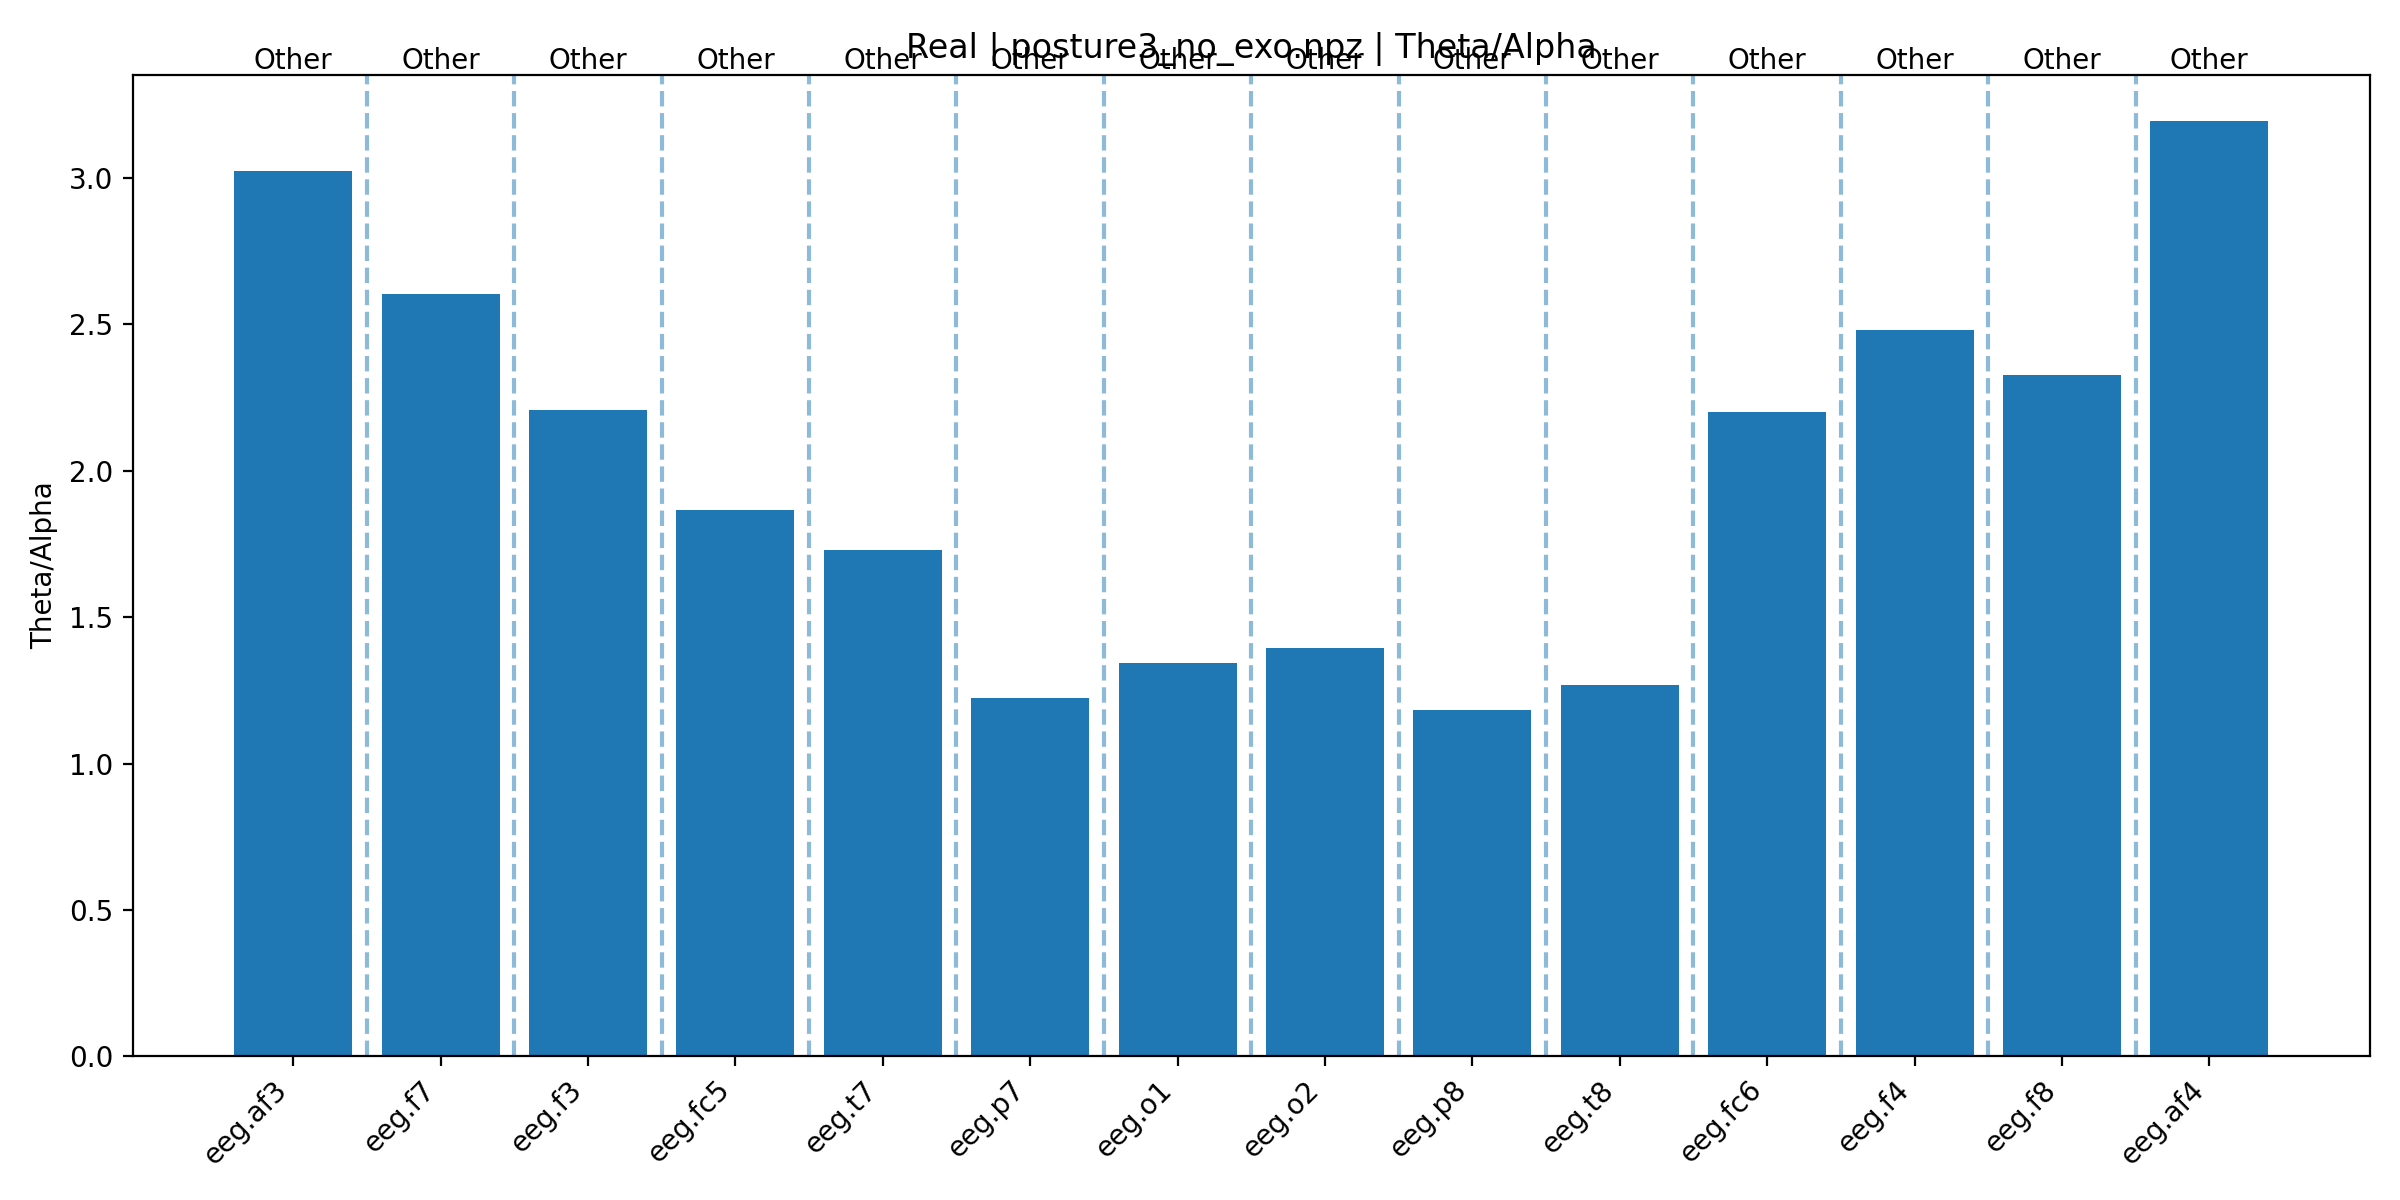 Real | posture3_no_exo.npz | Theta/Alpha
Other Other Other Other Other Other Other Other Other Other Other Other Other Other
Theta/Alpha
3.0
2.5
2.0
1.5
1.0
0.5
0.0
eeg.af3 eeg.f7 eeg.f3 eeg.fc5 eeg.t7 eeg.p7 eeg.o1 eeg.o2 eeg.p8 eeg.t8 eeg.fc6 eeg.f4 eeg.f8 eeg.af4